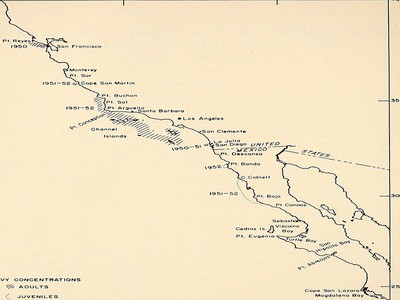 Pt. Reyes
1950
San Francisco
Monterey
Pt. Sur
1951-52
Cape San Martin
Pt. Buchon
Pt. Sal
1951-52
Pt. Arguello
Santa Barbara
Pt. Conception
Los Angeles
Channel
Islands
San Clemente
La Jolla
1950-51
San Diego
UNITED
STATES
MEXICO
Pt. Descanso
1952
Pt. Banda
C. Colnett
1951-52
Pt. Baja
Pt. Canoas
Sebastian
Viscaino
Bay
Cedros Is.
Pt. Eugenio
Turtle Bay
San
Hipolito Bay
Pt. Abreojos
Cape San Lazaro
Magdalena Bay
35
30
25
VY CONCENTRATIONS
ADULTS
JUVENILES